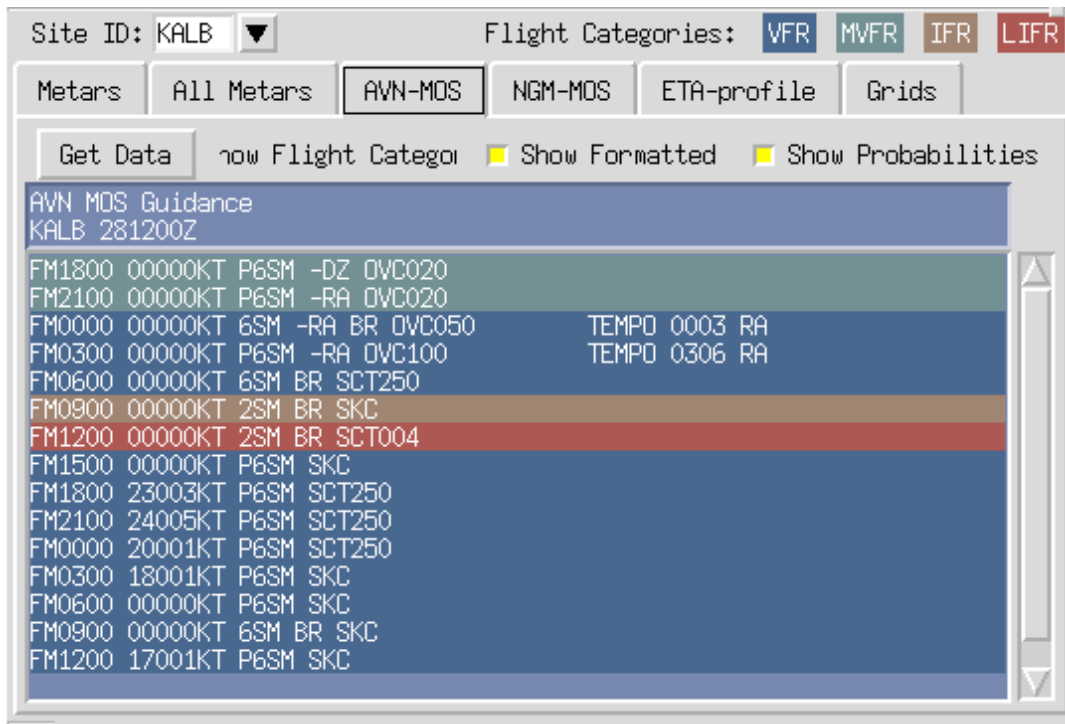 Site ID: KALB Flight Categories: VFR MVFR IFR LIFR
Metars All Metars AVN-MOS NGM-MOS ETA-profile Grids
Get Data how Flight Categor Show Formatted Show Probabilities
AVN MOS Guidance
KALB 281200Z
FM1800 00000KT P6SM -DZ OVC020
FM2100 00000KT P6SM -RA OVC020
FM0000 00000KT 6SM -RA BR OVC050 TEMPO 0003 RA
FM0300 00000KT P6SM -RA OVC100 TEMPO 0306 RA
FM0600 00000KT 6SM BR SCT250
FM0900 00000KT 2SM BR SKC
FM1200 00000KT 2SM BR SCT004
FM1500 00000KT P6SM SKC
FM1800 23003KT P6SM SCT250
FM2100 24005KT P6SM SCT250
FM0000 20001KT P6SM SCT250
FM0300 18001KT P6SM SKC
FM0600 00000KT P6SM SKC
FM0900 00000KT 6SM BR SKC
FM1200 17001KT P6SM SKC